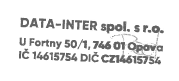 DATA-INTER spol. s r.o.
U Fortny 50/1, 746 01 Opava
IČ 14615754 DIČ CZ14615754